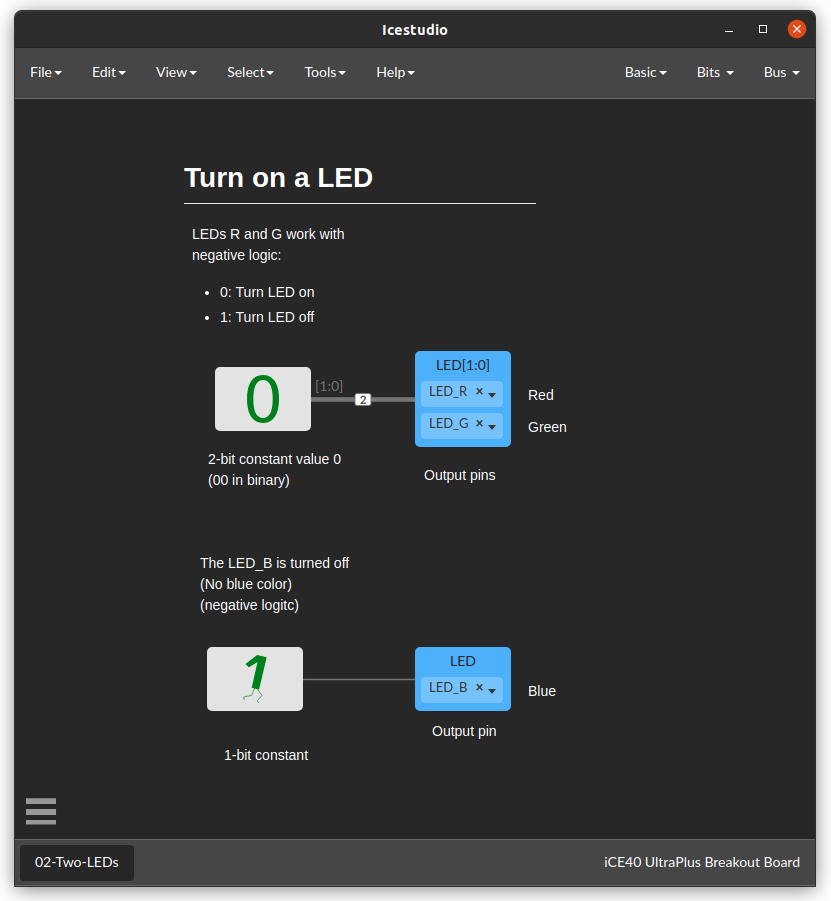 Icestudio
File Edit View Select Tools Help Basic Bits Bus
Turn on a LED
LEDs R and G work with
negative logic:
• 0: Turn LED on
• 1: Turn LED off
0
[1:0]
2
LED[1:0]
LED_R ×
LED_G ×
Red
Green
2-bit constant value 0
(00 in binary)
Output pins
The LED_B is turned off
(No blue color)
(negative logitc)
1
LED
LED_B ×
Blue
Output pin
1-bit constant
02-Two-LEDs
iCE40 UltraPlus Breakout Board